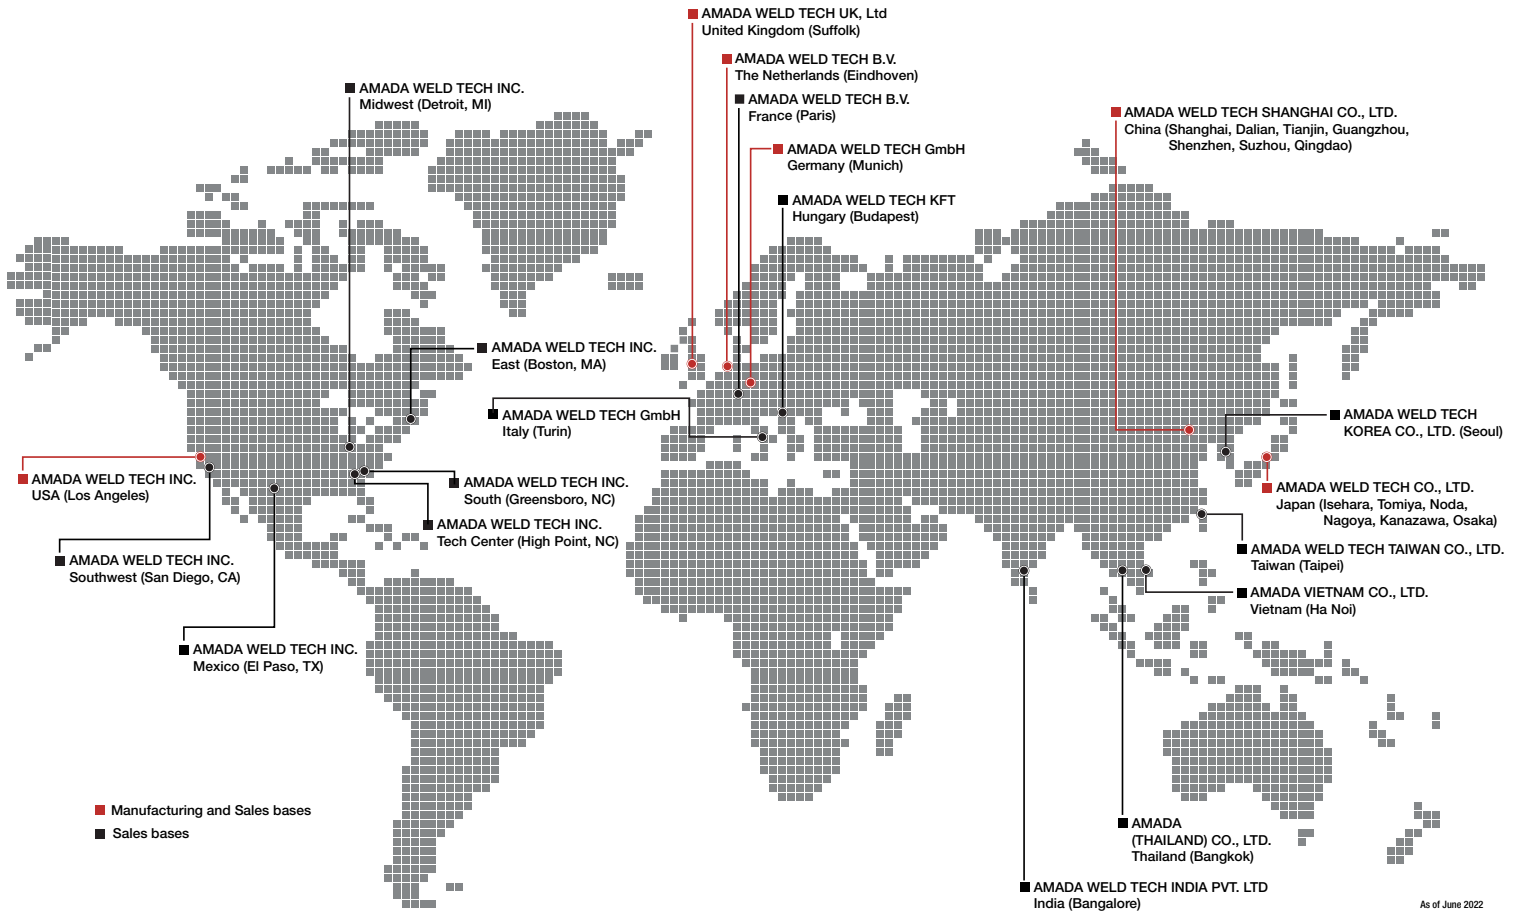 AMADA WELD TECH UK, Ltd
United Kingdom (Suffolk)
AMADA WELD TECH B.V.
The Netherlands (Eindhoven)
AMADA WELD TECH B.V.
France (Paris)
AMADA WELD TECH GmbH
Germany (Munich)
AMADA WELD TECH KFT
Hungary (Budapest)
AMADA WELD TECH INC.
Midwest (Detroit, MI)
AMADA WELD TECH SHANGHAI CO., LTD.
China (Shanghai, Dalian, Tianjin, Guangzhou,
Shenzhen, Suzhou, Qingdao)
AMADA WELD TECH INC.
East (Boston, MA)
AMADA WELD TECH GmbH
Italy (Turin)
AMADA WELD TECH
KOREA CO., LTD. (Seoul)
AMADA WELD TECH INC.
USA (Los Angeles)
AMADA WELD TECH INC.
South (Greensboro, NC)
AMADA WELD TECH INC.
Tech Center (High Point, NC)
AMADA WELD TECH CO., LTD.
Japan (Isehara, Tomiya, Noda,
Nagoya, Kanazawa, Osaka)
AMADA WELD TECH INC.
Southwest (San Diego, CA)
AMADA WELD TECH TAIWAN CO., LTD.
Taiwan (Taipei)
AMADA VIETNAM CO., LTD.
Vietnam (Ha Noi)
AMADA WELD TECH INC.
Mexico (El Paso, TX)
Manufacturing and Sales bases
Sales bases
AMADA
(THAILAND) CO., LTD.
Thailand (Bangkok)
AMADA WELD TECH INDIA PVT. LTD
India (Bangalore)
As of June 2022